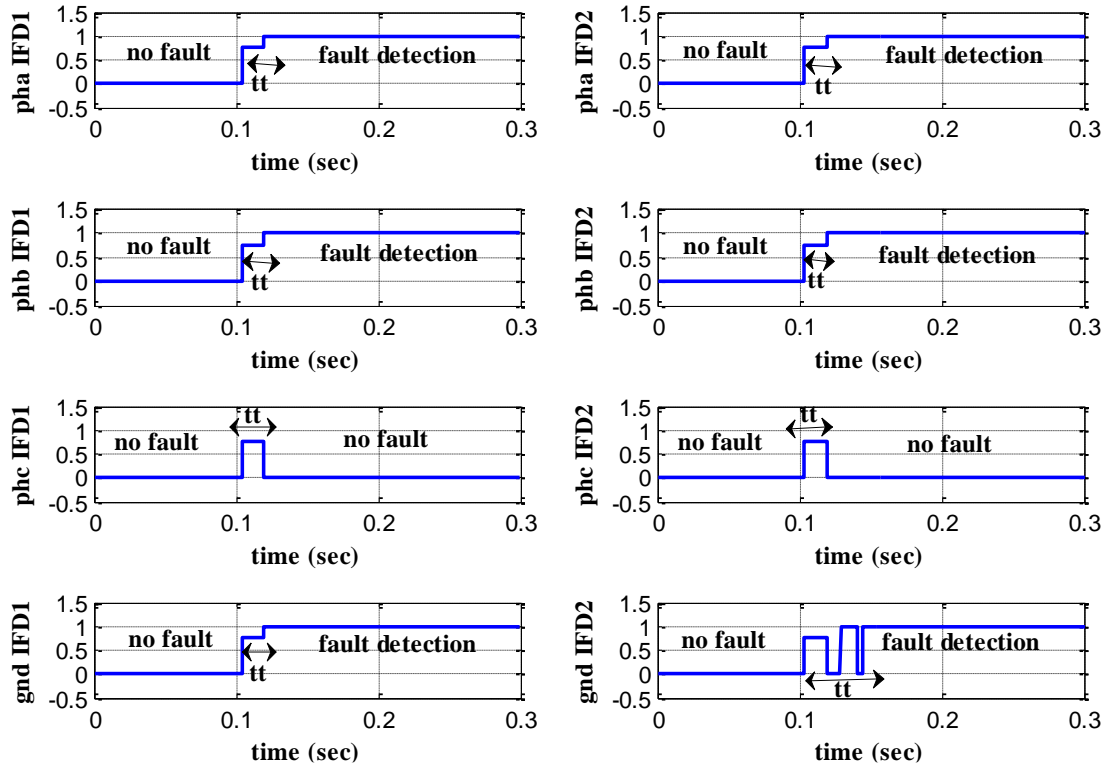 pha IFD1
1.5
1
0.5
0
-0.5
no fault
fault detection
tt
0
0.1
0.2
0.3
time (sec)
pha IFD2
1.5
1
0.5
0
-0.5
no fault
fault detection
tt
0
0.1
0.2
0.3
time (sec)
phb IFD1
1.5
1
0.5
0
-0.5
no fault
fault detection
tt
0
0.1
0.2
0.3
time (sec)
phb IFD2
1.5
1
0.5
0
-0.5
no fault
fault detection
tt
0
0.1
0.2
0.3
time (sec)
phc IFD1
1.5
1
0.5
0
-0.5
tt
no fault
no fault
0
0.1
0.2
0.3
time (sec)
phc IFD2
1.5
1
0.5
0
-0.5
tt
no fault
no fault
0
0.1
0.2
0.3
time (sec)
gnd IFD1
1.5
1
0.5
0
-0.5
no fault
fault detection
tt
0
0.1
0.2
0.3
time (sec)
gnd IFD2
1.5
1
0.5
0
-0.5
no fault
fault detection
tt
0
0.1
0.2
0.3
time (sec)